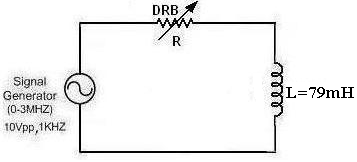 DRB
R
L=79mH
Signal
Generator
(0-3MHZ)
10Vpp,1KHZ